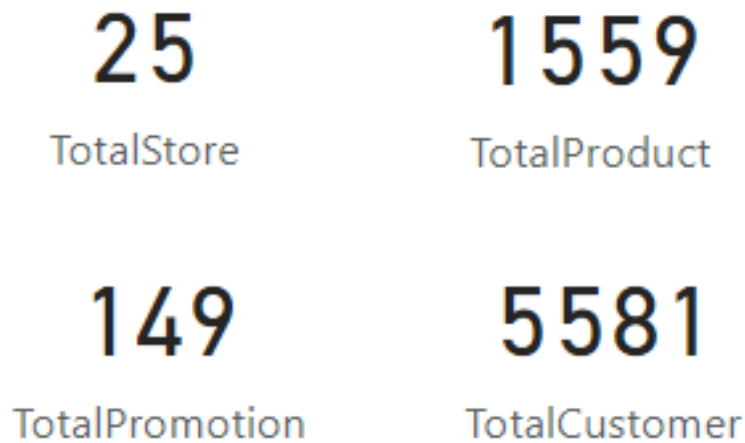 25
1559
TotalStore
TotalProduct
149
5581
TotalPromotion
TotalCustomer